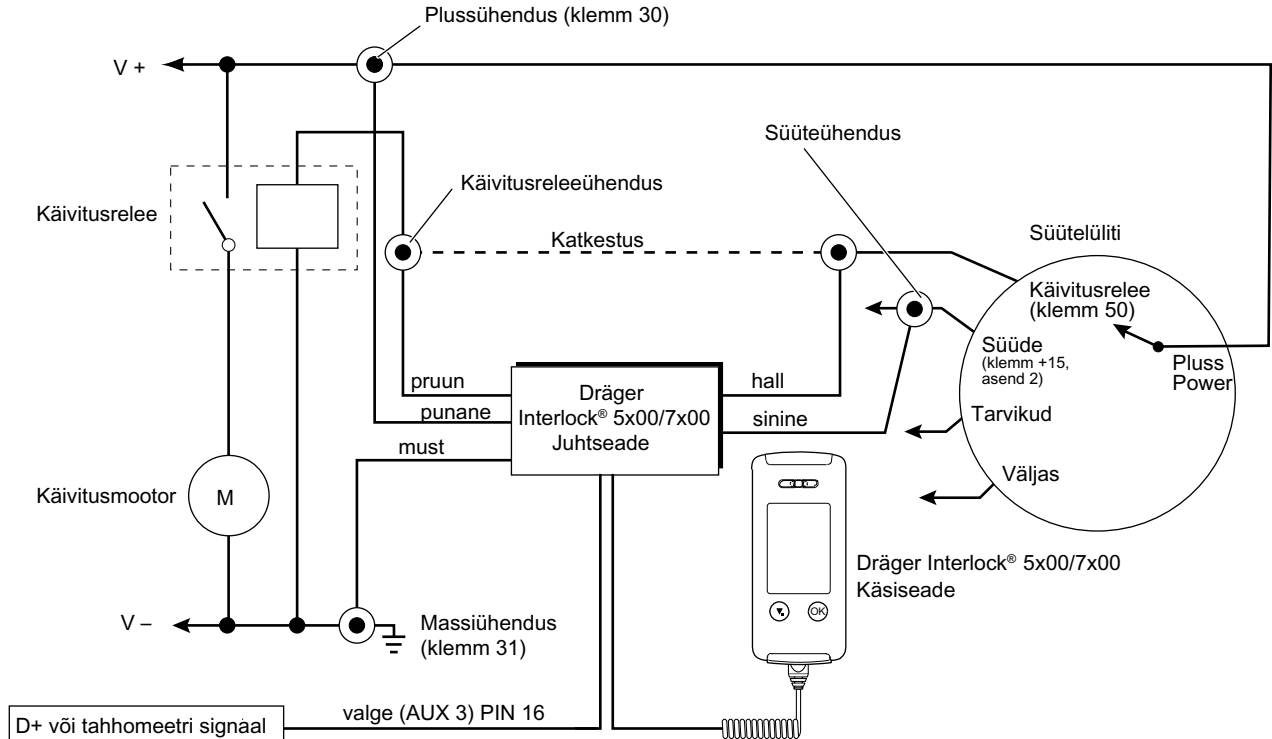 Plussühendus (klemm 30)
V +
Süüteühendus
Käivitusreleeühendus
Käivitusrelee
Katkestus
Süütelüliti
Käivitusrelee
(klemm 50)
Süüde
(klemm +15,
asend 2)
Pluss
Power
Tarvikud
Väljas
pruun
punane
must
Dräger
Interlock® 5x00/7x00
Juhtseade
hall
sinine
Käivitusmootor
M
Dräger Interlock® 5x00/7x00
Käsiseade
OK
V –
Massiühendus
(klemm 31)
D+ või tahhomeetri signaal
valge (AUX 3) PIN 16